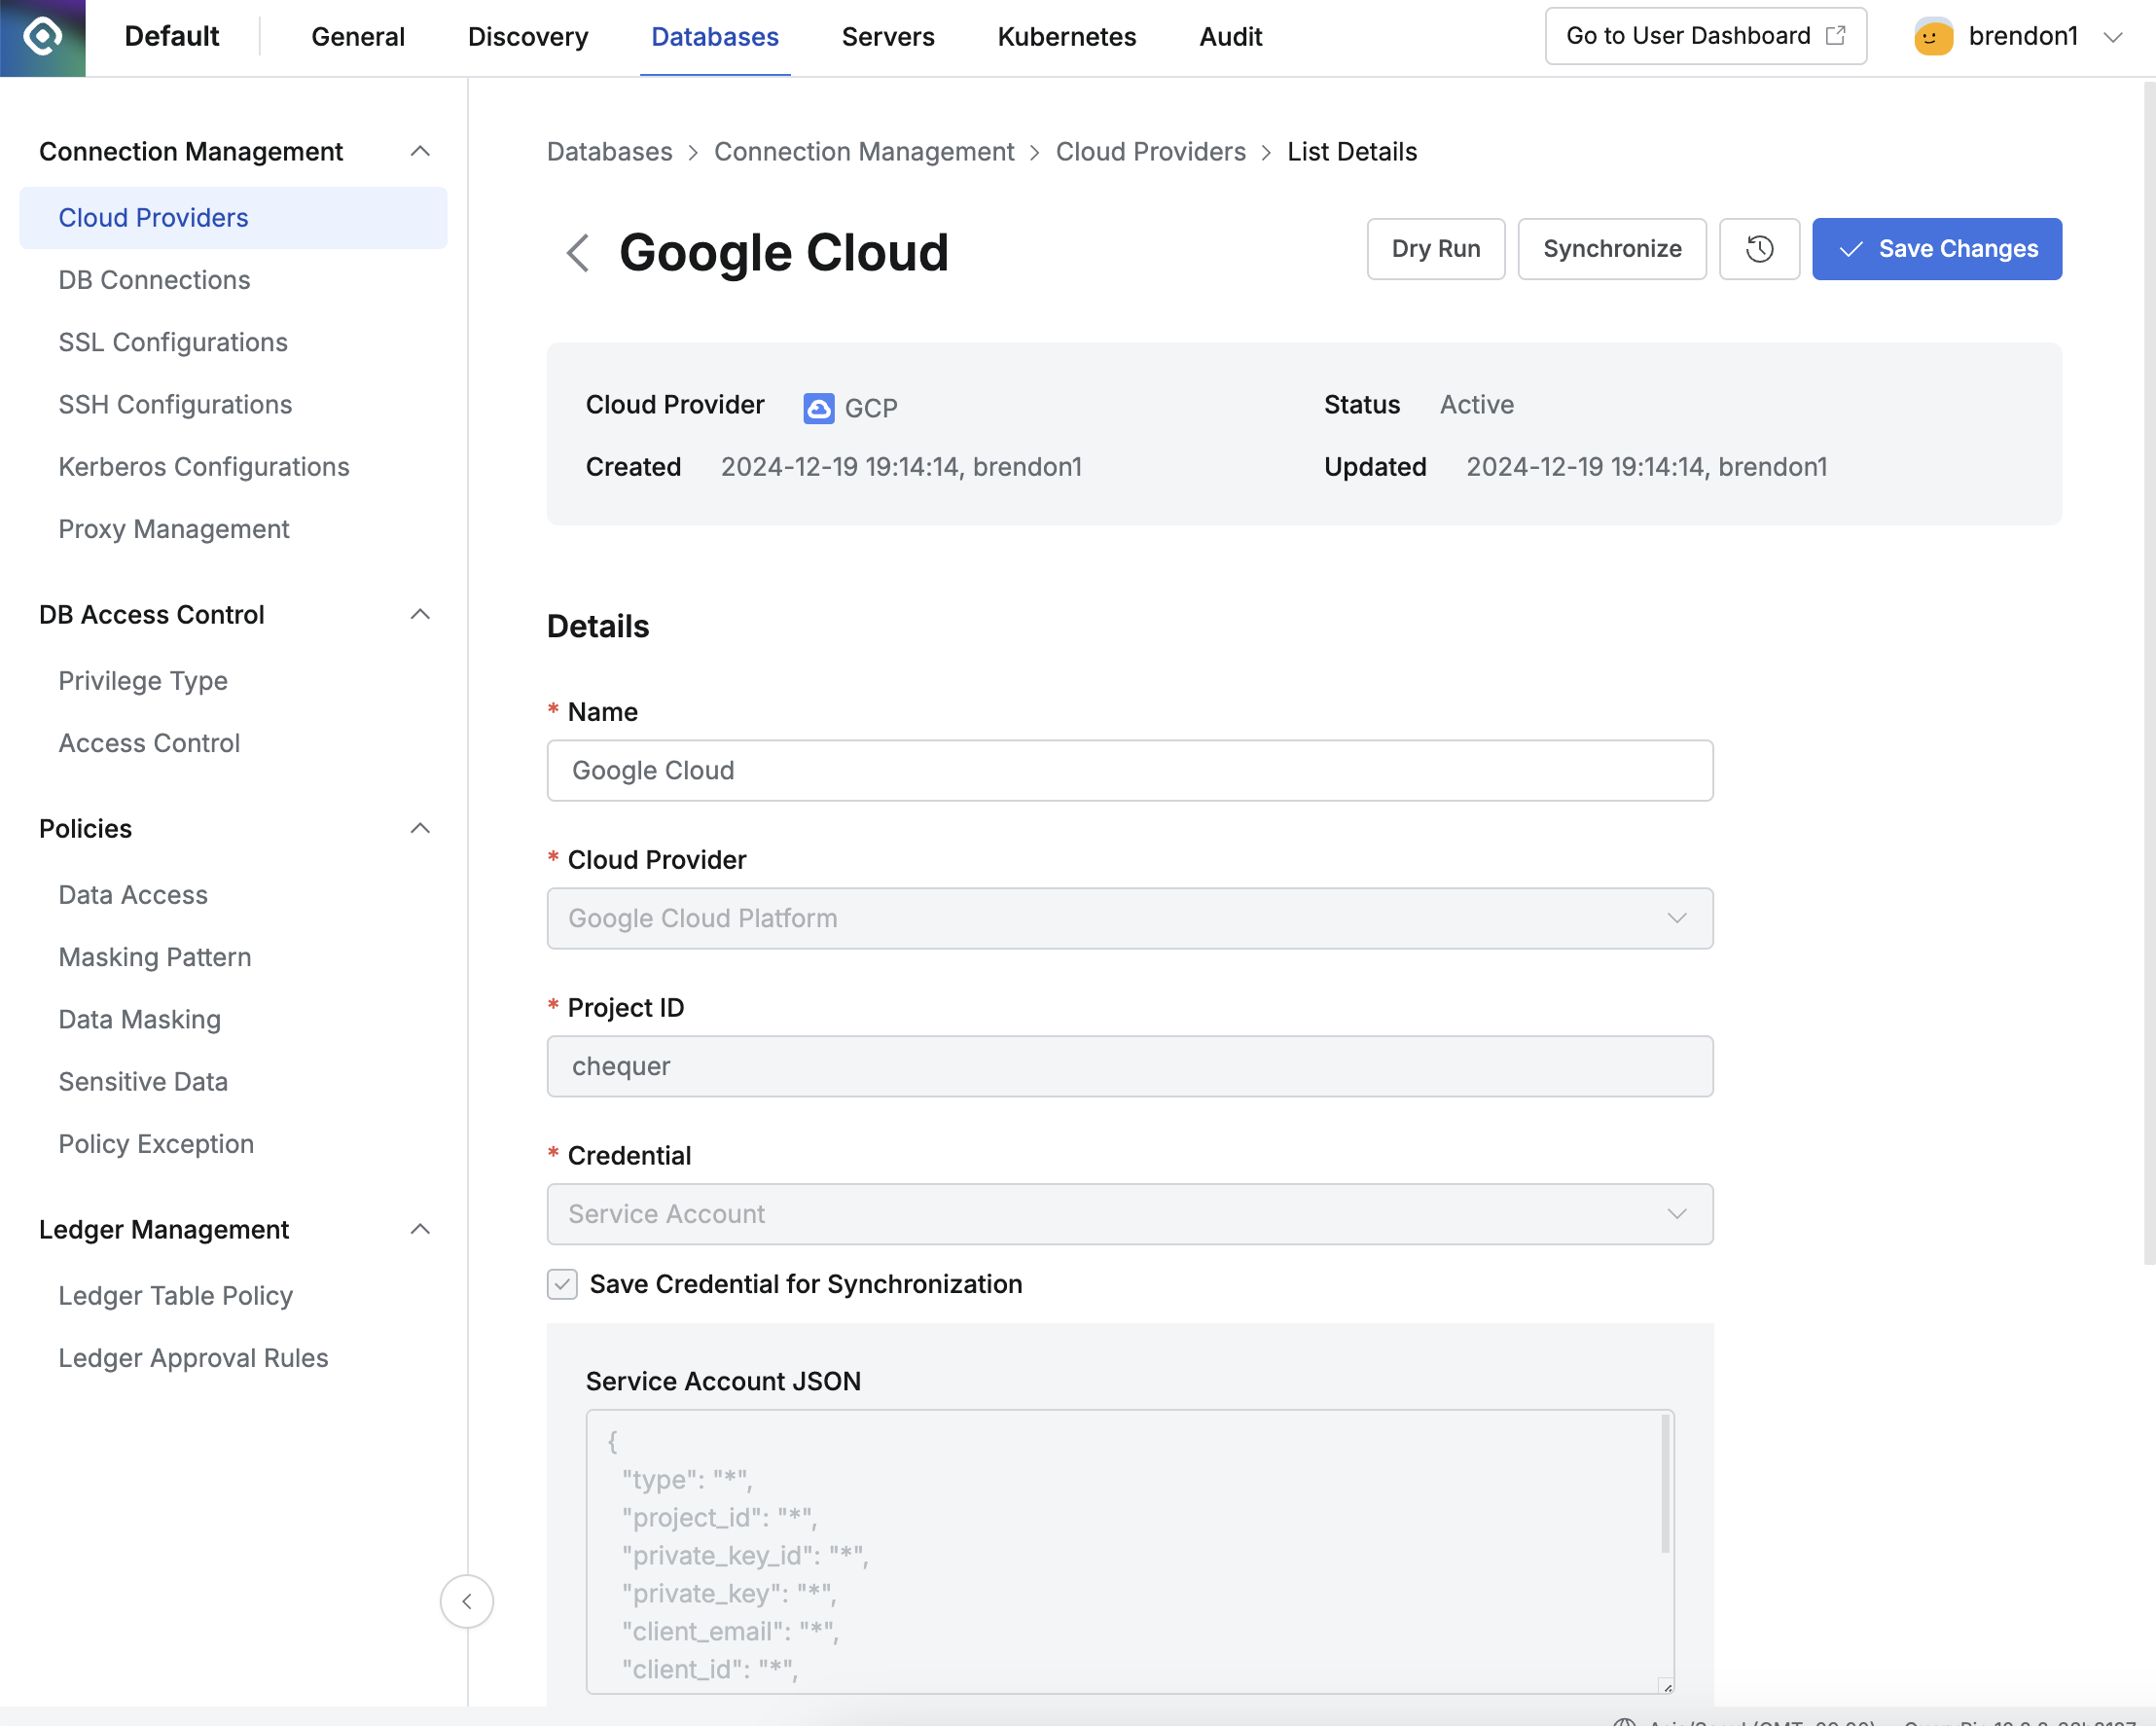 Default
General
Discovery
Databases
Servers
Kubernetes
Audit
Go to User Dashboard
brendon1
Connection Management
Cloud Providers
DB Connections
SSL Configurations
SSH Configurations
Kerberos Configurations
Proxy Management
DB Access Control
Privilege Type
Access Control
Policies
Data Access
Masking Pattern
Data Masking
Sensitive Data
Policy Exception
Ledger Management
Ledger Table Policy
Ledger Approval Rules
Databases > Connection Management > Cloud Providers > List Details
Google Cloud
Dry Run
Synchronize
Save Changes
Cloud Provider GCP
Status Active
Created 2024-12-19 19:14:14, brendon1
Updated 2024-12-19 19:14:14, brendon1
Details
* Name
Google Cloud
* Cloud Provider
Google Cloud Platform
* Project ID
chequer
* Credential
Service Account
Save Credential for Synchronization
Service Account JSON
{
"type": "*",
"project_id": "*",
"private_key_id": "*",
"private_key": "*",
"client_email": "*",
"client_id": "*",